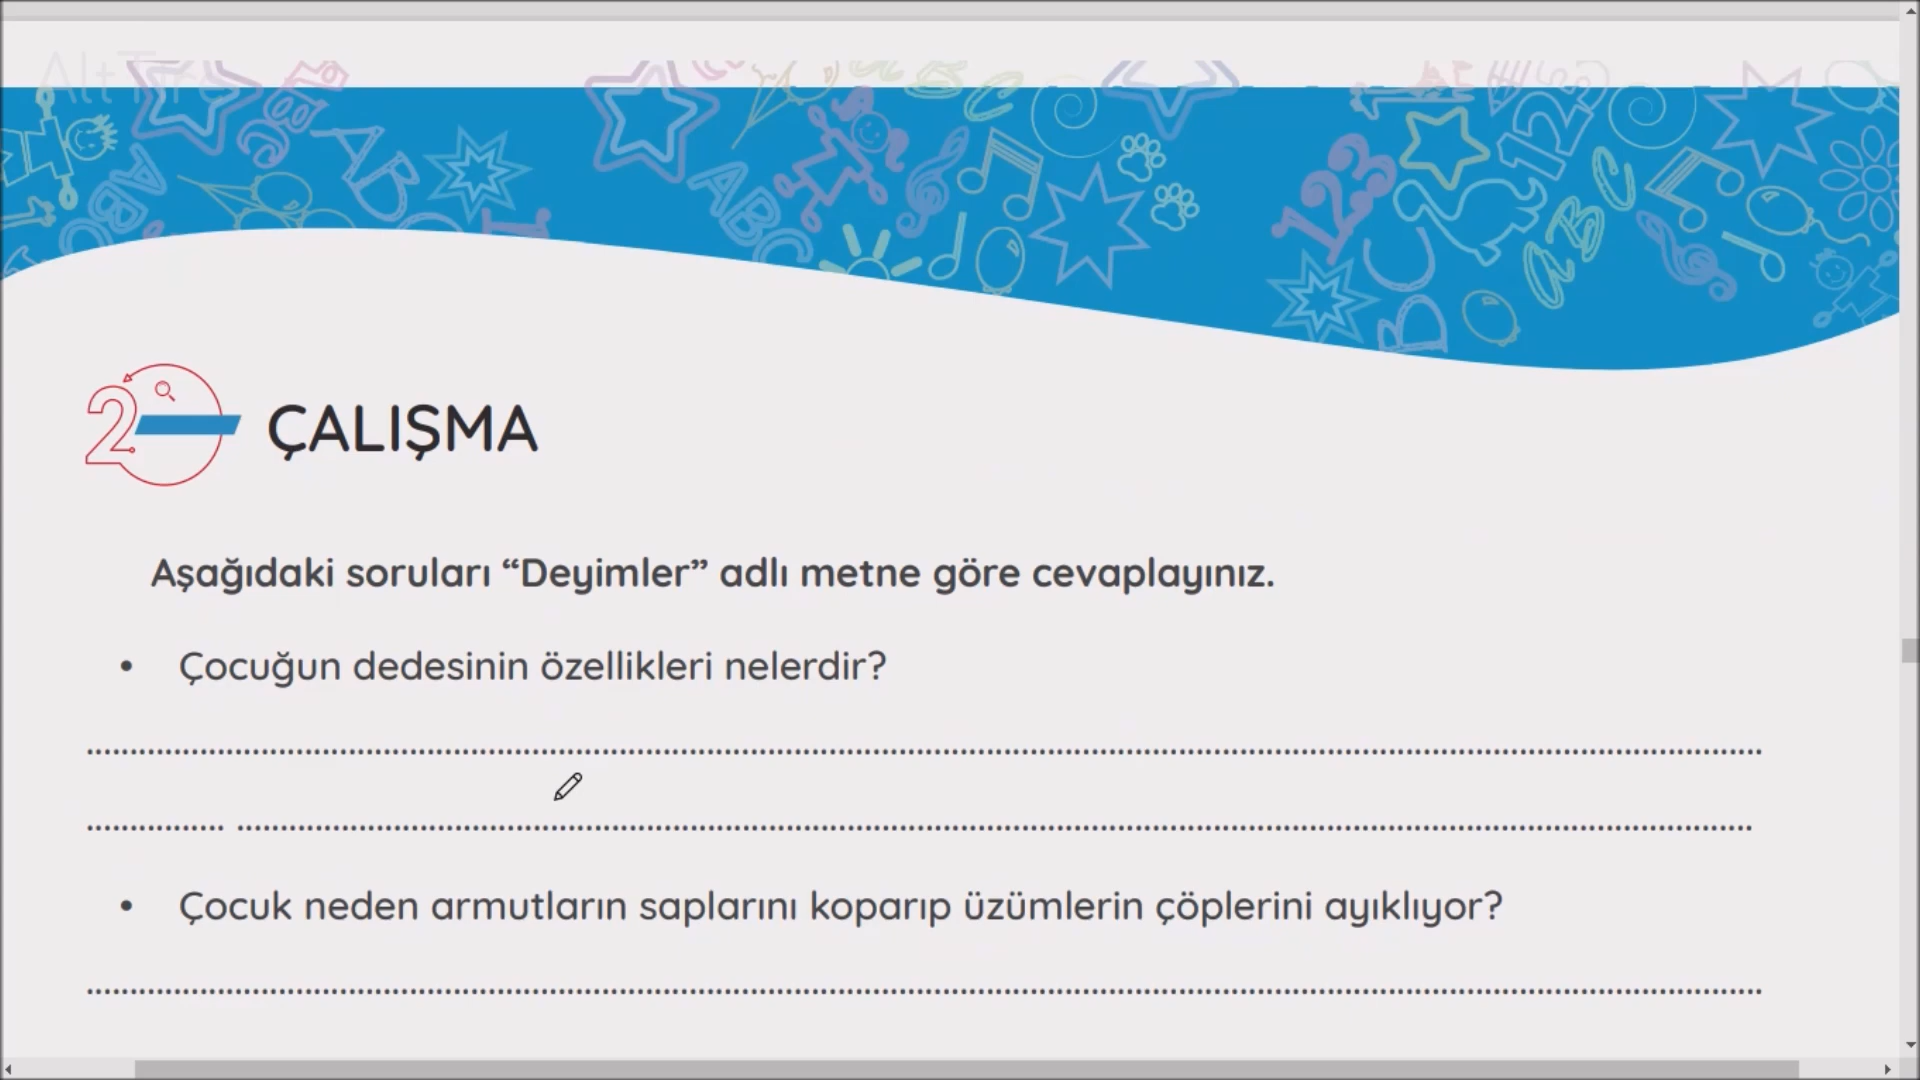 2 ÇALIŞMA
Aşağıdaki soruları “Deyimler” adlı metne göre cevaplayınız.
• Çocuğun dedesinin özellikleri nelerdir?
• Çocuk neden armutların saplarını koparıp üzümlerin çöplerini ayıklıyor?